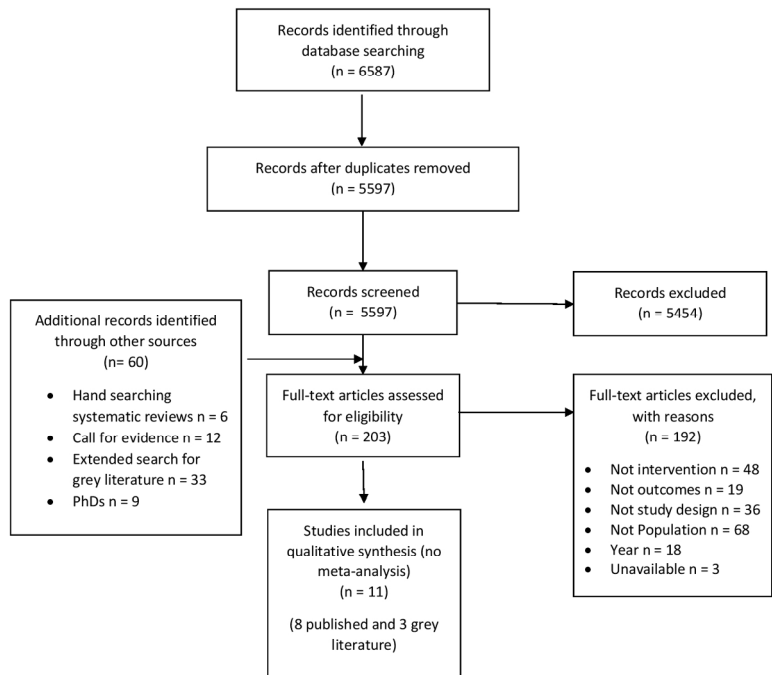 Records identified through
database searching
(n = 6587)
Records after duplicates removed
(n = 5597)
Records screened
(n = 5597)
Records excluded
(n = 5454)
Additional records identified
through other sources
(n= 60)
• Hand searching
systematic reviews n = 6
• Call for evidence n = 12
• Extended search for
grey literature n = 33
• PhDs n = 9
Full-text articles assessed
for eligibility
(n = 203)
Full-text articles excluded,
with reasons
(n = 192)
• Not intervention n = 48
• Not outcomes n = 19
• Not study design n = 36
• Not Population n = 68
• Year n = 18
• Unavailable n = 3
Studies included in
qualitative synthesis (no
meta-analysis)
(n = 11)
(8 published and 3 grey
literature)